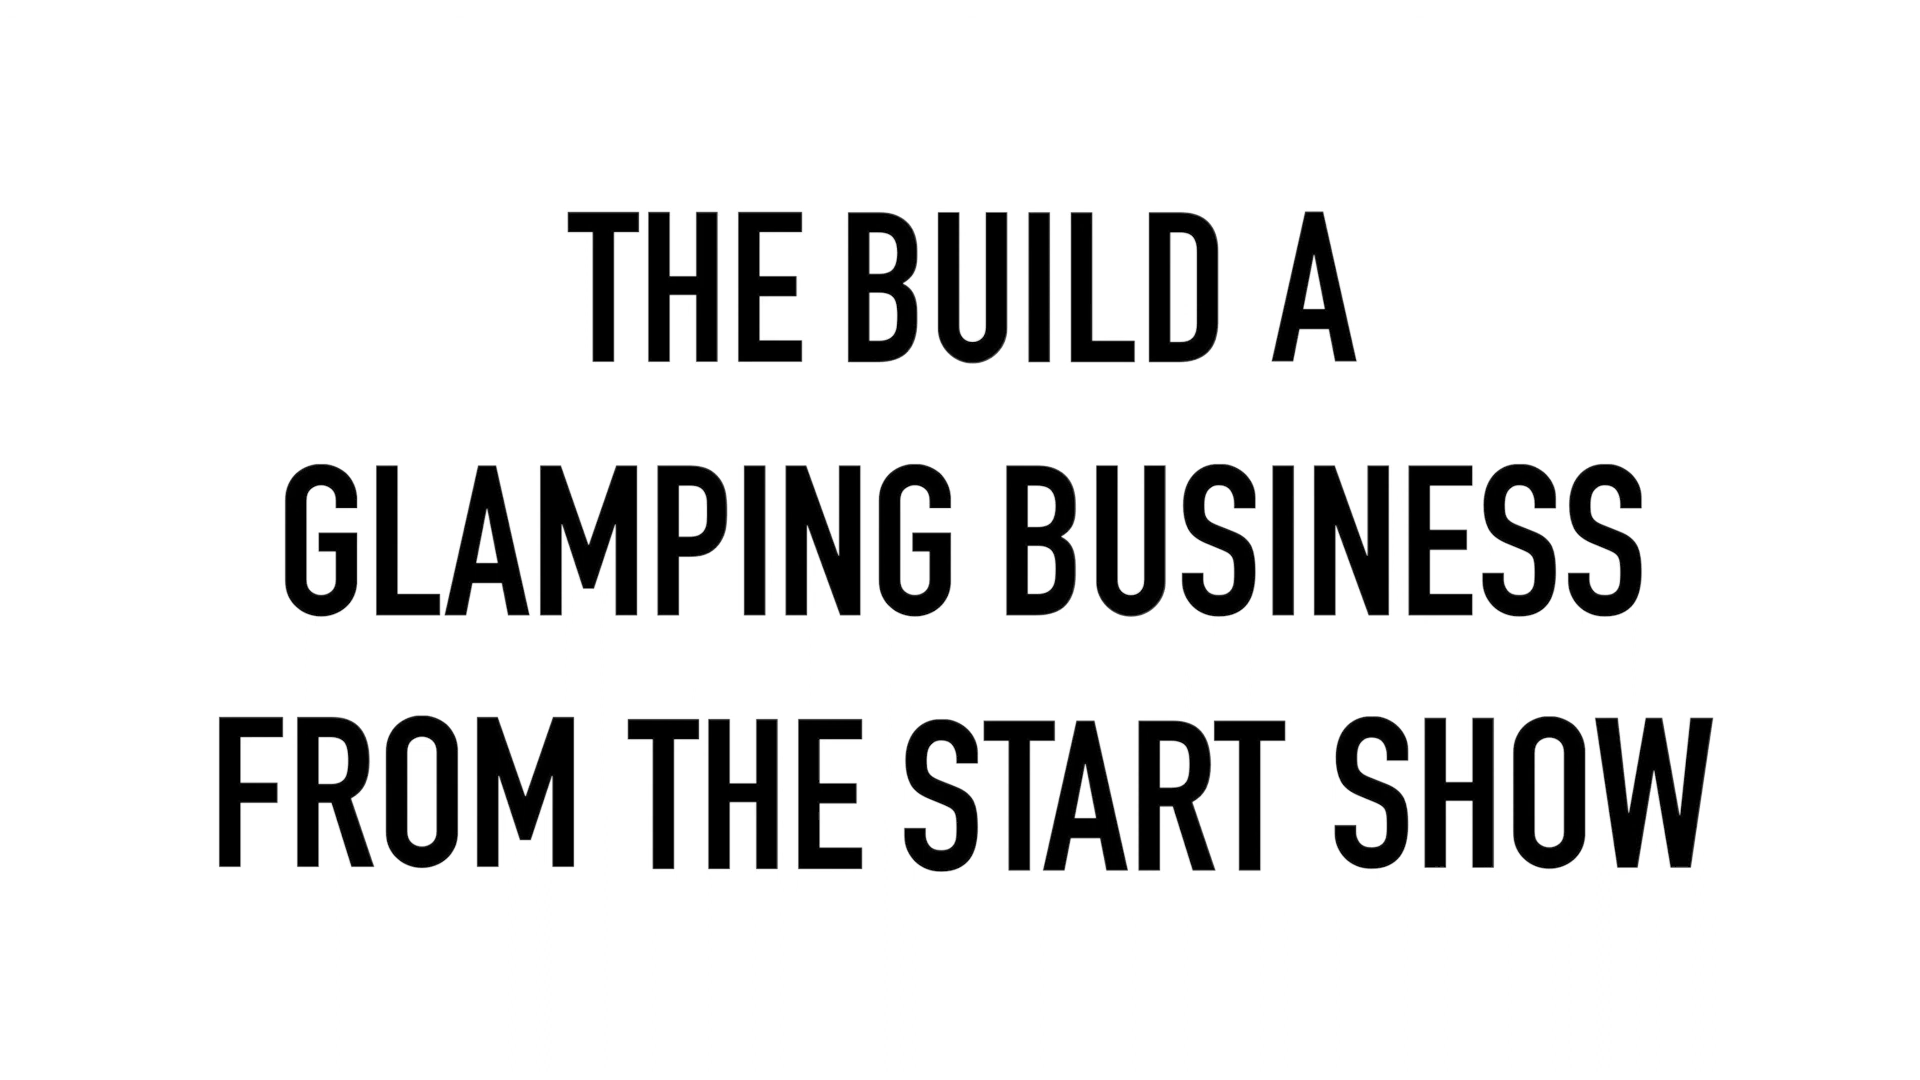 THE BUILD A
GLAMPING BUSINESS
FROM THE START SHOW